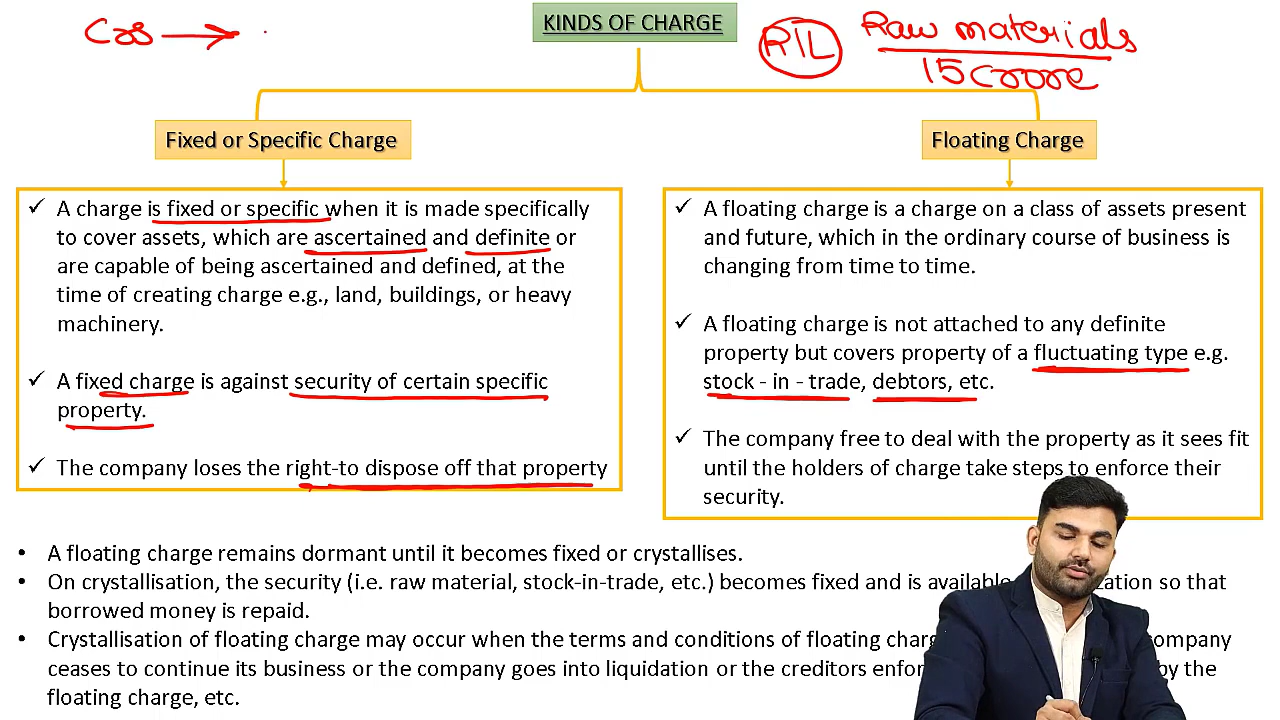 KINDS OF CHARGE
RIL
Raw materials
15 Crore
Fixed or Specific Charge
Floating Charge
✓ A charge is fixed or specific when it is made specifically
to cover assets, which are ascertained and definite or
are capable of being ascertained and defined, at the
time of creating charge e.g., land, buildings, or heavy
machinery.
✓ A fixed charge is against security of certain specific
property.
✓ The company loses the right-to dispose off that property
✓ A floating charge is a charge on a class of assets present
and future, which in the ordinary course of business is
changing from time to time.
✓ A floating charge is not attached to any definite
property but covers property of a fluctuating type e.g.
stock - in - trade, debtors, etc.
✓ The company free to deal with the property as it sees fit
until the holders of charge take steps to enforce their
security.
• A floating charge remains dormant until it becomes fixed or crystallises.
• On crystallisation, the security (i.e. raw material, stock-in-trade, etc.) becomes fixed and is so that
borrowed money is repaid.
• Crystallisation of floating charge may occur when the terms and conditions of floating company
ceases to continue its business or the company goes into liquidation or the creditors by the
floating charge, etc.